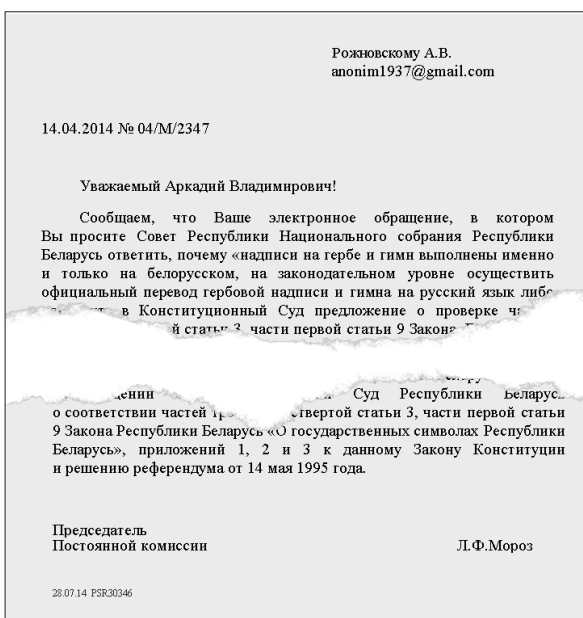 Рожновскому А.В.
anonim1937@gmail.com
14.04.2014 № 04/М/2347
Уважаемый Аркадий Владимирович!
Сообщаем, что Ваше электронное обращение, в котором
Вы просите Совет Республики Национального собрания Республики
Беларусь ответить, почему «надписи на гербе и гимн выполнены именно
и только на белорусском, на законодательном уровне осуществить
официальный перевод гербовой надписи и гимна на русский язык либо
в Конституционный Суд предложение о проверке
статьи 3, части первой статьи 9 Закона
Суд Республики Беларусь
о соответствии частей статьи 3, части первой статьи
9 Закона Республики Беларусь «О государственных символах Республики
Беларусь», приложений 1, 2 и 3 к данному Закону Конституции
и решению референдума от 14 мая 1995 года.
Председатель
Постоянной комиссии Л.Ф.Мороз
28.07.14 PSR30346